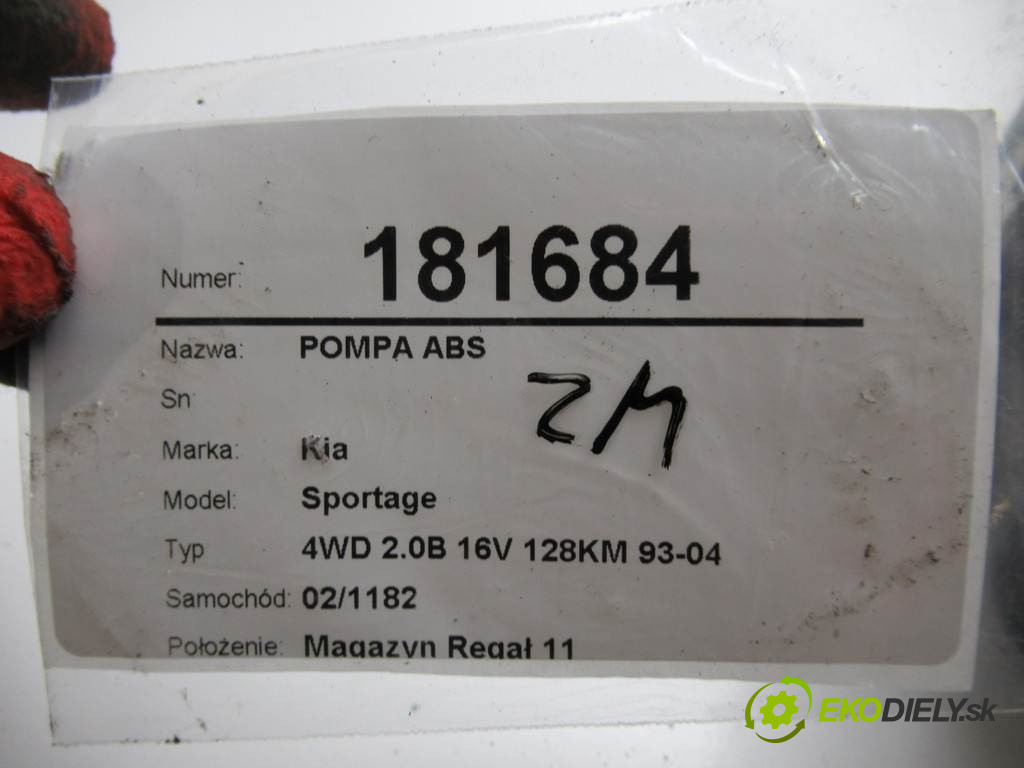 Numer: 181684
Nazwa: POMPA ABS
Sn
Marka: Kia
Model: Sportage
Typ 4WD 2.0B 16V 128KM 93-04
Samochód: 02/1182
Położenie: Magazyn Regał 11
EKODIELY.sk